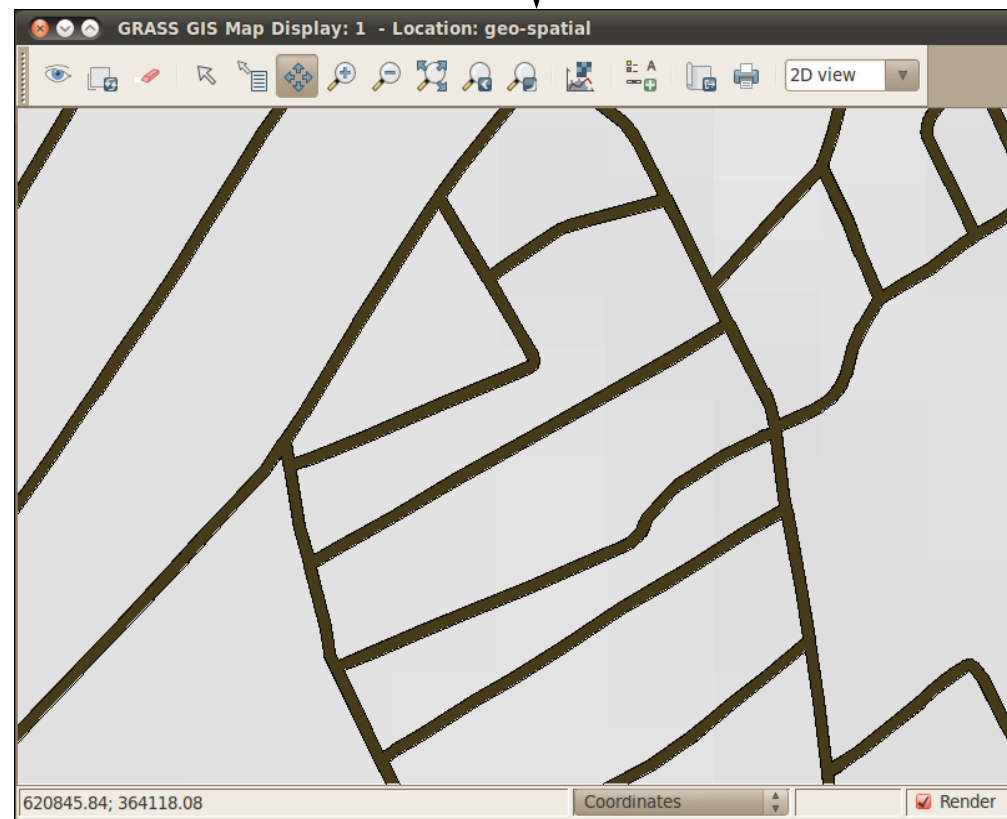 GRASS GIS Map Display: 1 - Location: geo-spatial
2D view
620845.84; 364118.08
Coordinates
Render